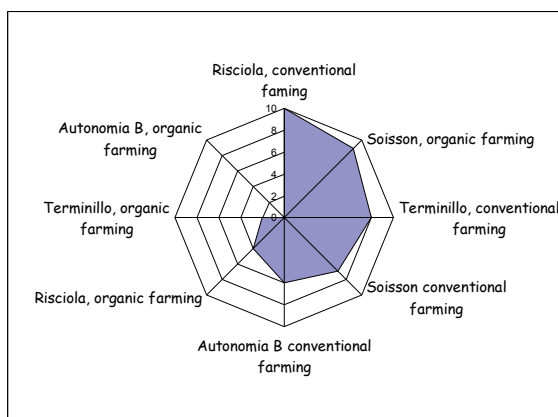 Risciola, conventional
faming
Soisson, organic farming
Terminillo, conventional
farming
Soisson conventional
farming
Autonomia B conventional
farming
Risciola, organic farming
Terminillo, organic
farming
Autonomia B, organic
farming
10
8
6
4
2
0